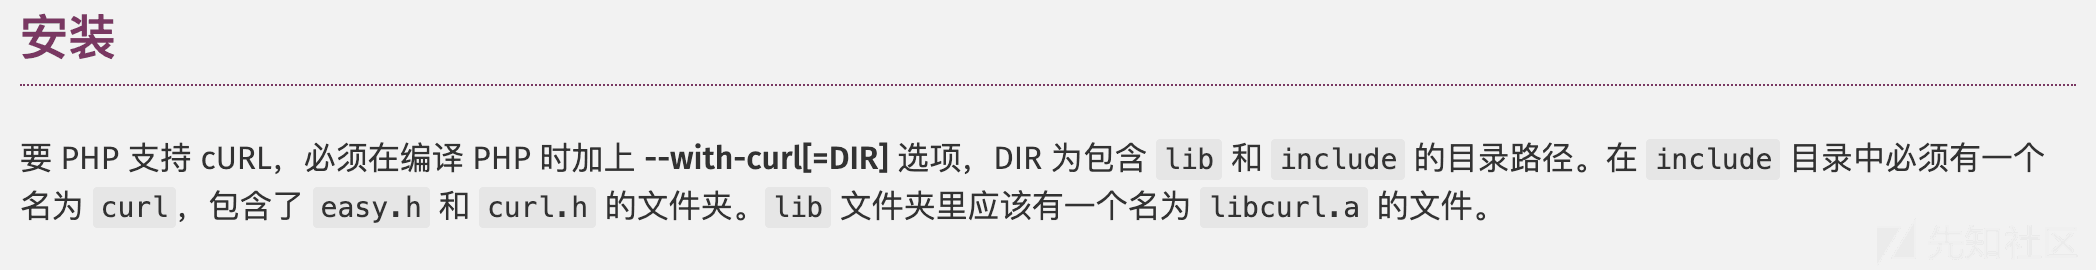 安装
要 PHP 支持 cURL，必须在编译 PHP 时加上 --with-curl[=DIR] 选项，DIR 为包含 lib 和 include 的目录路径。在 include 目录中必须有一个
名为 curl，包含了 easy.h 和 curl.h 的文件夹。lib 文件夹里应该有一个名为 libcurl.a 的文件。
先知社区